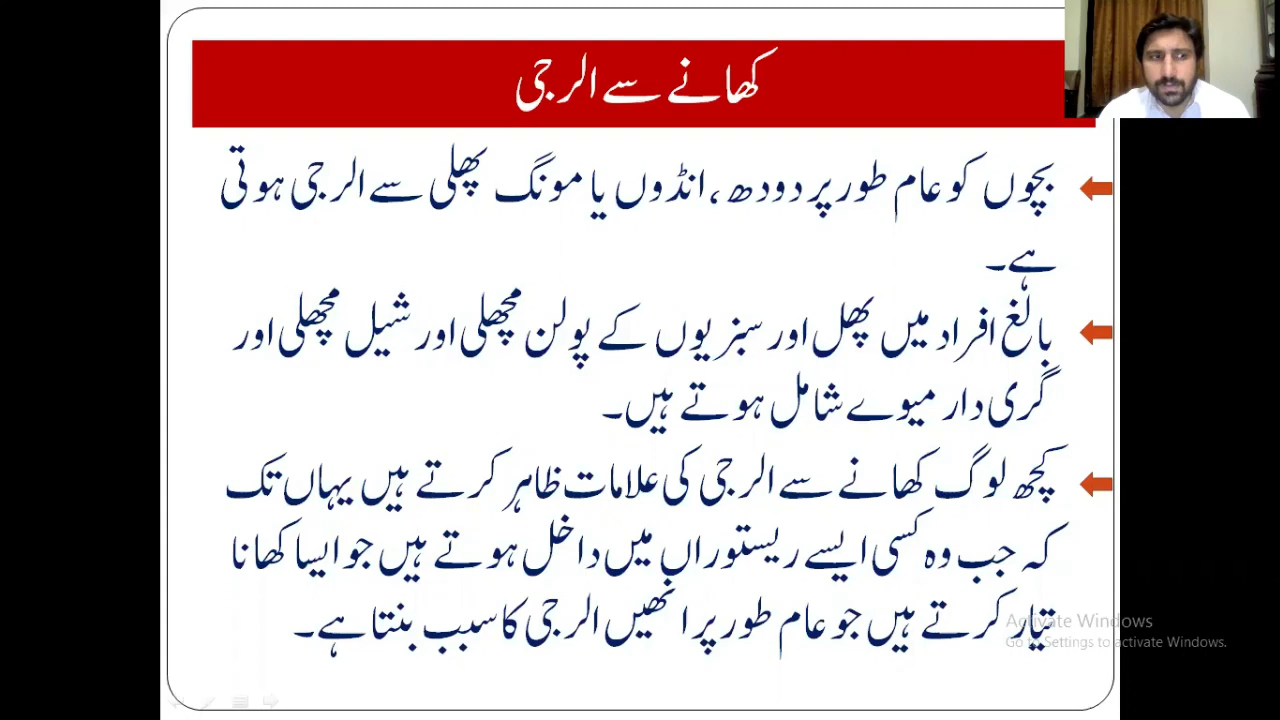 کھانے سے الرجی
بچوں کو عام طور پر دودھ، انڈوں یا مونگ پھلی سے الرجی ہوتی
ہے۔
بالغ افراد میں پھل اور سبزیوں کے پولن مچھلی اور شیل مچھلی اور
گری دار میوے شامل ہوتے ہیں۔
کچھ لوگ کھانے سے الرجی کی علامات ظاہر کرتے ہیں یہاں تک
کہ جب وہ کسی ایسے ریستوراں میں داخل ہوتے ہیں جو ایسا کھانا
تیار کرتے ہیں جو عام طور پر انھیں الرجی کا سبب بنتا ہے۔
Activate Windows
Go to Settings to activate Windows.